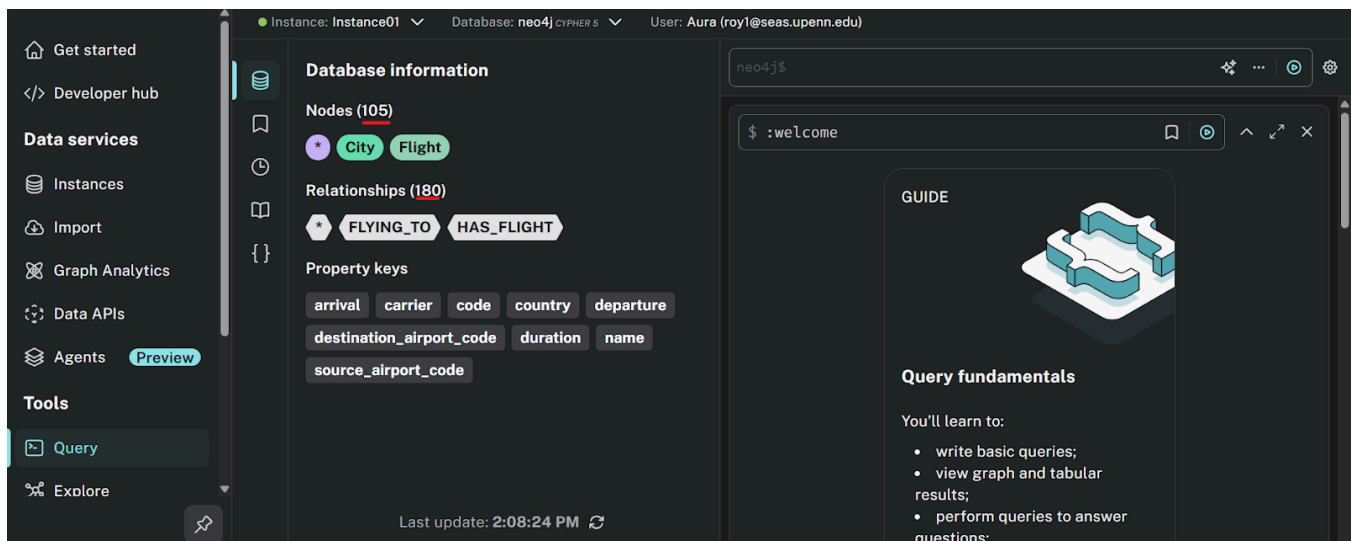 Instance: Instance01
Database: neo4j CYPHER 5
User: Aura (roy1@seas.upenn.edu)
Get started
</> Developer hub
Data services
Instances
Import
Graph Analytics
Data APIs
Agents
Preview
Tools
Query
Explore
Database information
Nodes (105)
* City Flight
Relationships (180)
* FLYING_TO HAS_FLIGHT
Property keys
arrival carrier code country departure
destination_airport_code duration name
source_airport_code
Last update: 2:08:24 PM
neo4j$
$ :welcome
GUIDE
Query fundamentals
You'll learn to:
• write basic queries;
• view graph and tabular
results;
• perform queries to answer
questions;